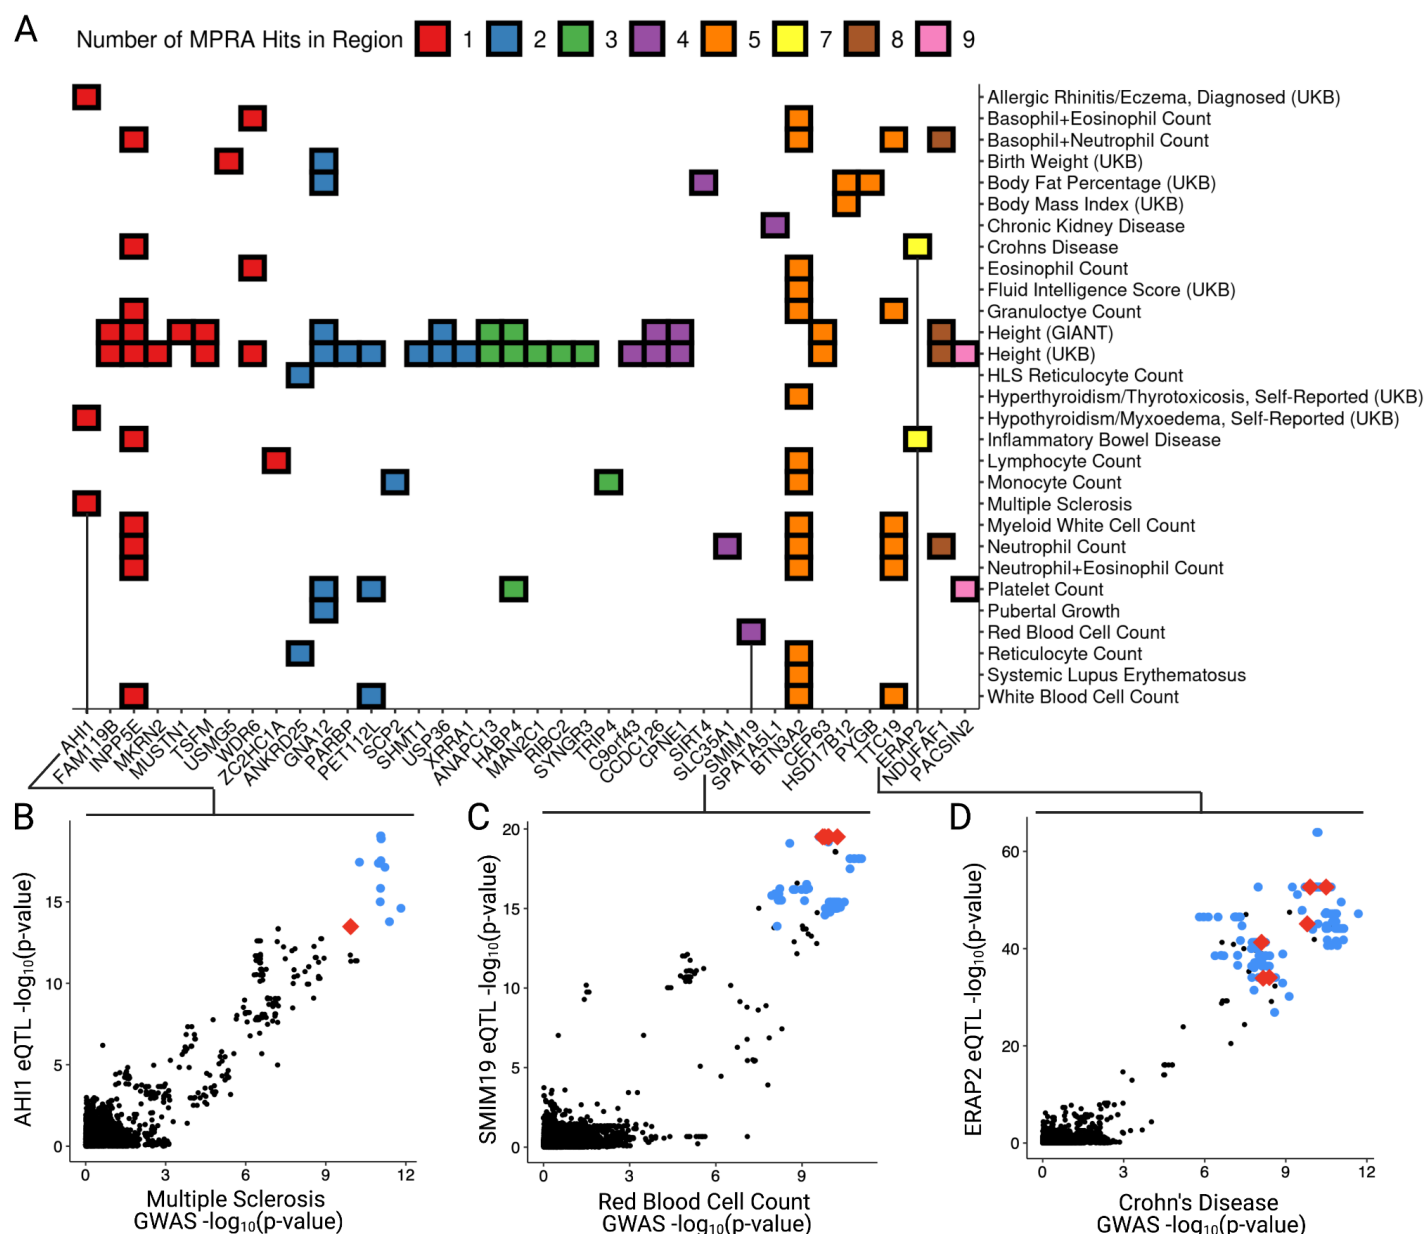 A
Number of MPRA Hits in Region 1 2 3 4 5 7 8 9
Allergic Rhinitis/Eczema, Diagnosed (UKB)
Basophil+Eosinophil Count
Basophil+Neutrophil Count
Birth Weight (UKB)
Body Fat Percentage (UKB)
Body Mass Index (UKB)
Chronic Kidney Disease
Crohns Disease
Eosinophil Count
Fluid Intelligence Score (UKB)
Granuloctye Count
Height (GIANT)
Height (UKB)
HLS Reticulocyte Count
Hyperthyroidism/Thyrotoxicosis, Self-Reported (UKB)
Hypothyroidism/Myxoedema, Self-Reported (UKB)
Inflammatory Bowel Disease
Lymphocyte Count
Monocyte Count
Multiple Sclerosis
Myeloid White Cell Count
Neutrophil Count
Neutrophil+Eosinophil Count
Platelet Count
Pubertal Growth
Red Blood Cell Count
Reticulocyte Count
Systemic Lupus Erythematosus
White Blood Cell Count
AHI1
FAM119B
INPP5E
MKRN2
MUSTN1
TSFM
USMG5
WDR6
ZC2HC1A
ANKRD25
GNA12
PARBP
PET112L
SCP2
SHMT1
USP36
XRRA1
ANAPC13
HABP4
MAN2C1
RIBC2
SYNGR3
TRIP4
C9orf43
CCDC126
CPNE1
SIRT4
SLC35A1
SMIM19
SPATA5L1
BTN3A2
CEP63
HSD17B12
PYGB
TTC19
ERAP2
NDUFAF1
PACSIN2
B
AHI1 eQTL -log₁₀(p-value)
15
10
5
0
0 3 6 9 12
Multiple Sclerosis
GWAS -log₁₀(p-value)
C
SMIM19 eQTL -log₁₀(p-value)
20
15
10
5
0
0 3 6 9
Red Blood Cell Count
GWAS -log₁₀(p-value)
D
ERAP2 eQTL -log₁₀(p-value)
60
40
20
0
0 3 6 9 12
Crohn's Disease
GWAS -log₁₀(p-value)